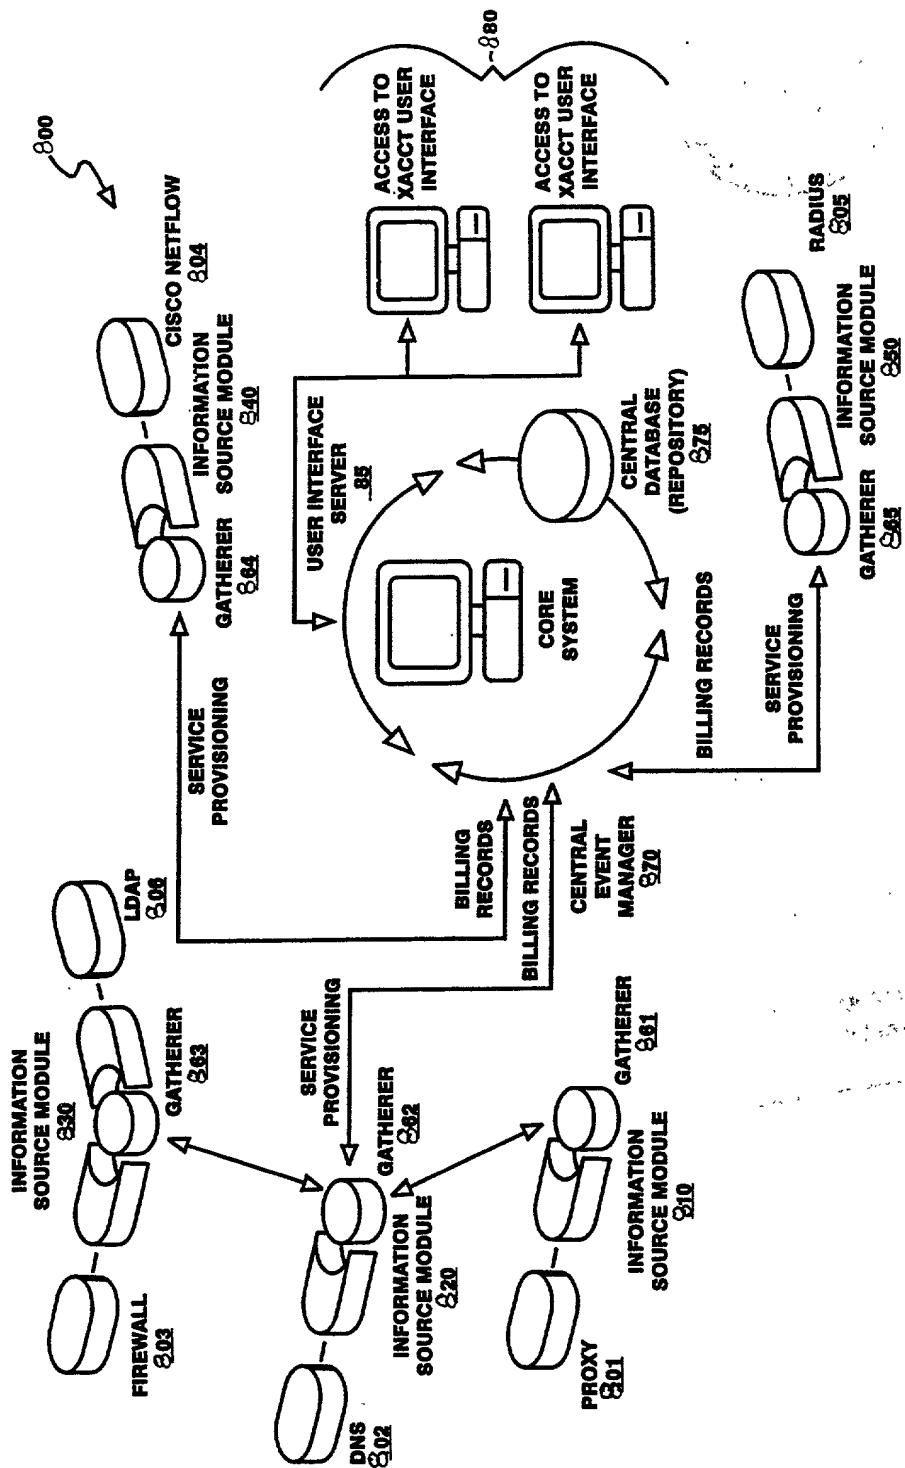 800
880
FIREWALL
803
INFORMATION
SOURCE MODULE
830
GATHERER
863
LDAP
806
SERVICE
PROVISIONING
GATHERER
864
INFORMATION
SOURCE MODULE
840
CISCO NETFLOW
804
DNS
802
INFORMATION
SOURCE MODULE
820
GATHERER
862
SERVICE
PROVISIONING
BILLING
RECORDS
BILLING RECORDS
CENTRAL
EVENT
MANAGER
870
USER INTERFACE
SERVER
85
CORE
SYSTEM
CENTRAL
DATABASE
(REPOSITORY)
875
ACCESS TO
XACCT USER
INTERFACE
ACCESS TO
XACCT USER
INTERFACE
PROXY
801
INFORMATION
SOURCE MODULE
810
GATHERER
861
BILLING RECORDS
SERVICE
PROVISIONING
GATHERER
865
INFORMATION
SOURCE MODULE
850
RADIUS
805